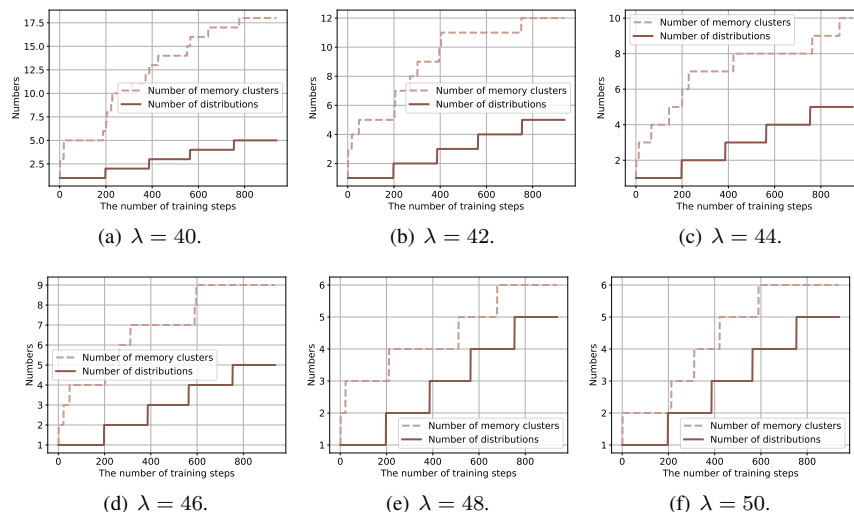 17.5
15.0
12.5
10.0
7.5
5.0
2.5
Numbers
Number of memory clusters
Number of distributions
0 200 400 600 800
The number of training steps
(a) λ = 40.
12
10
8
6
4
2
Numbers
Number of memory clusters
Number of distributions
0 200 400 600 800
The number of training steps
(b) λ = 42.
10
8
6
4
2
Numbers
Number of memory clusters
Number of distributions
0 200 400 600 800
The number of training steps
(c) λ = 44.
9
8
7
6
5
4
3
2
1
Numbers
Number of memory clusters
Number of distributions
0 200 400 600 800
The number of training steps
(d) λ = 46.
6
5
4
3
2
1
Numbers
Number of memory clusters
Number of distributions
0 200 400 600 800
The number of training steps
(e) λ = 48.
6
5
4
3
2
1
Numbers
Number of memory clusters
Number of distributions
0 200 400 600 800
The number of training steps
(f) λ = 50.